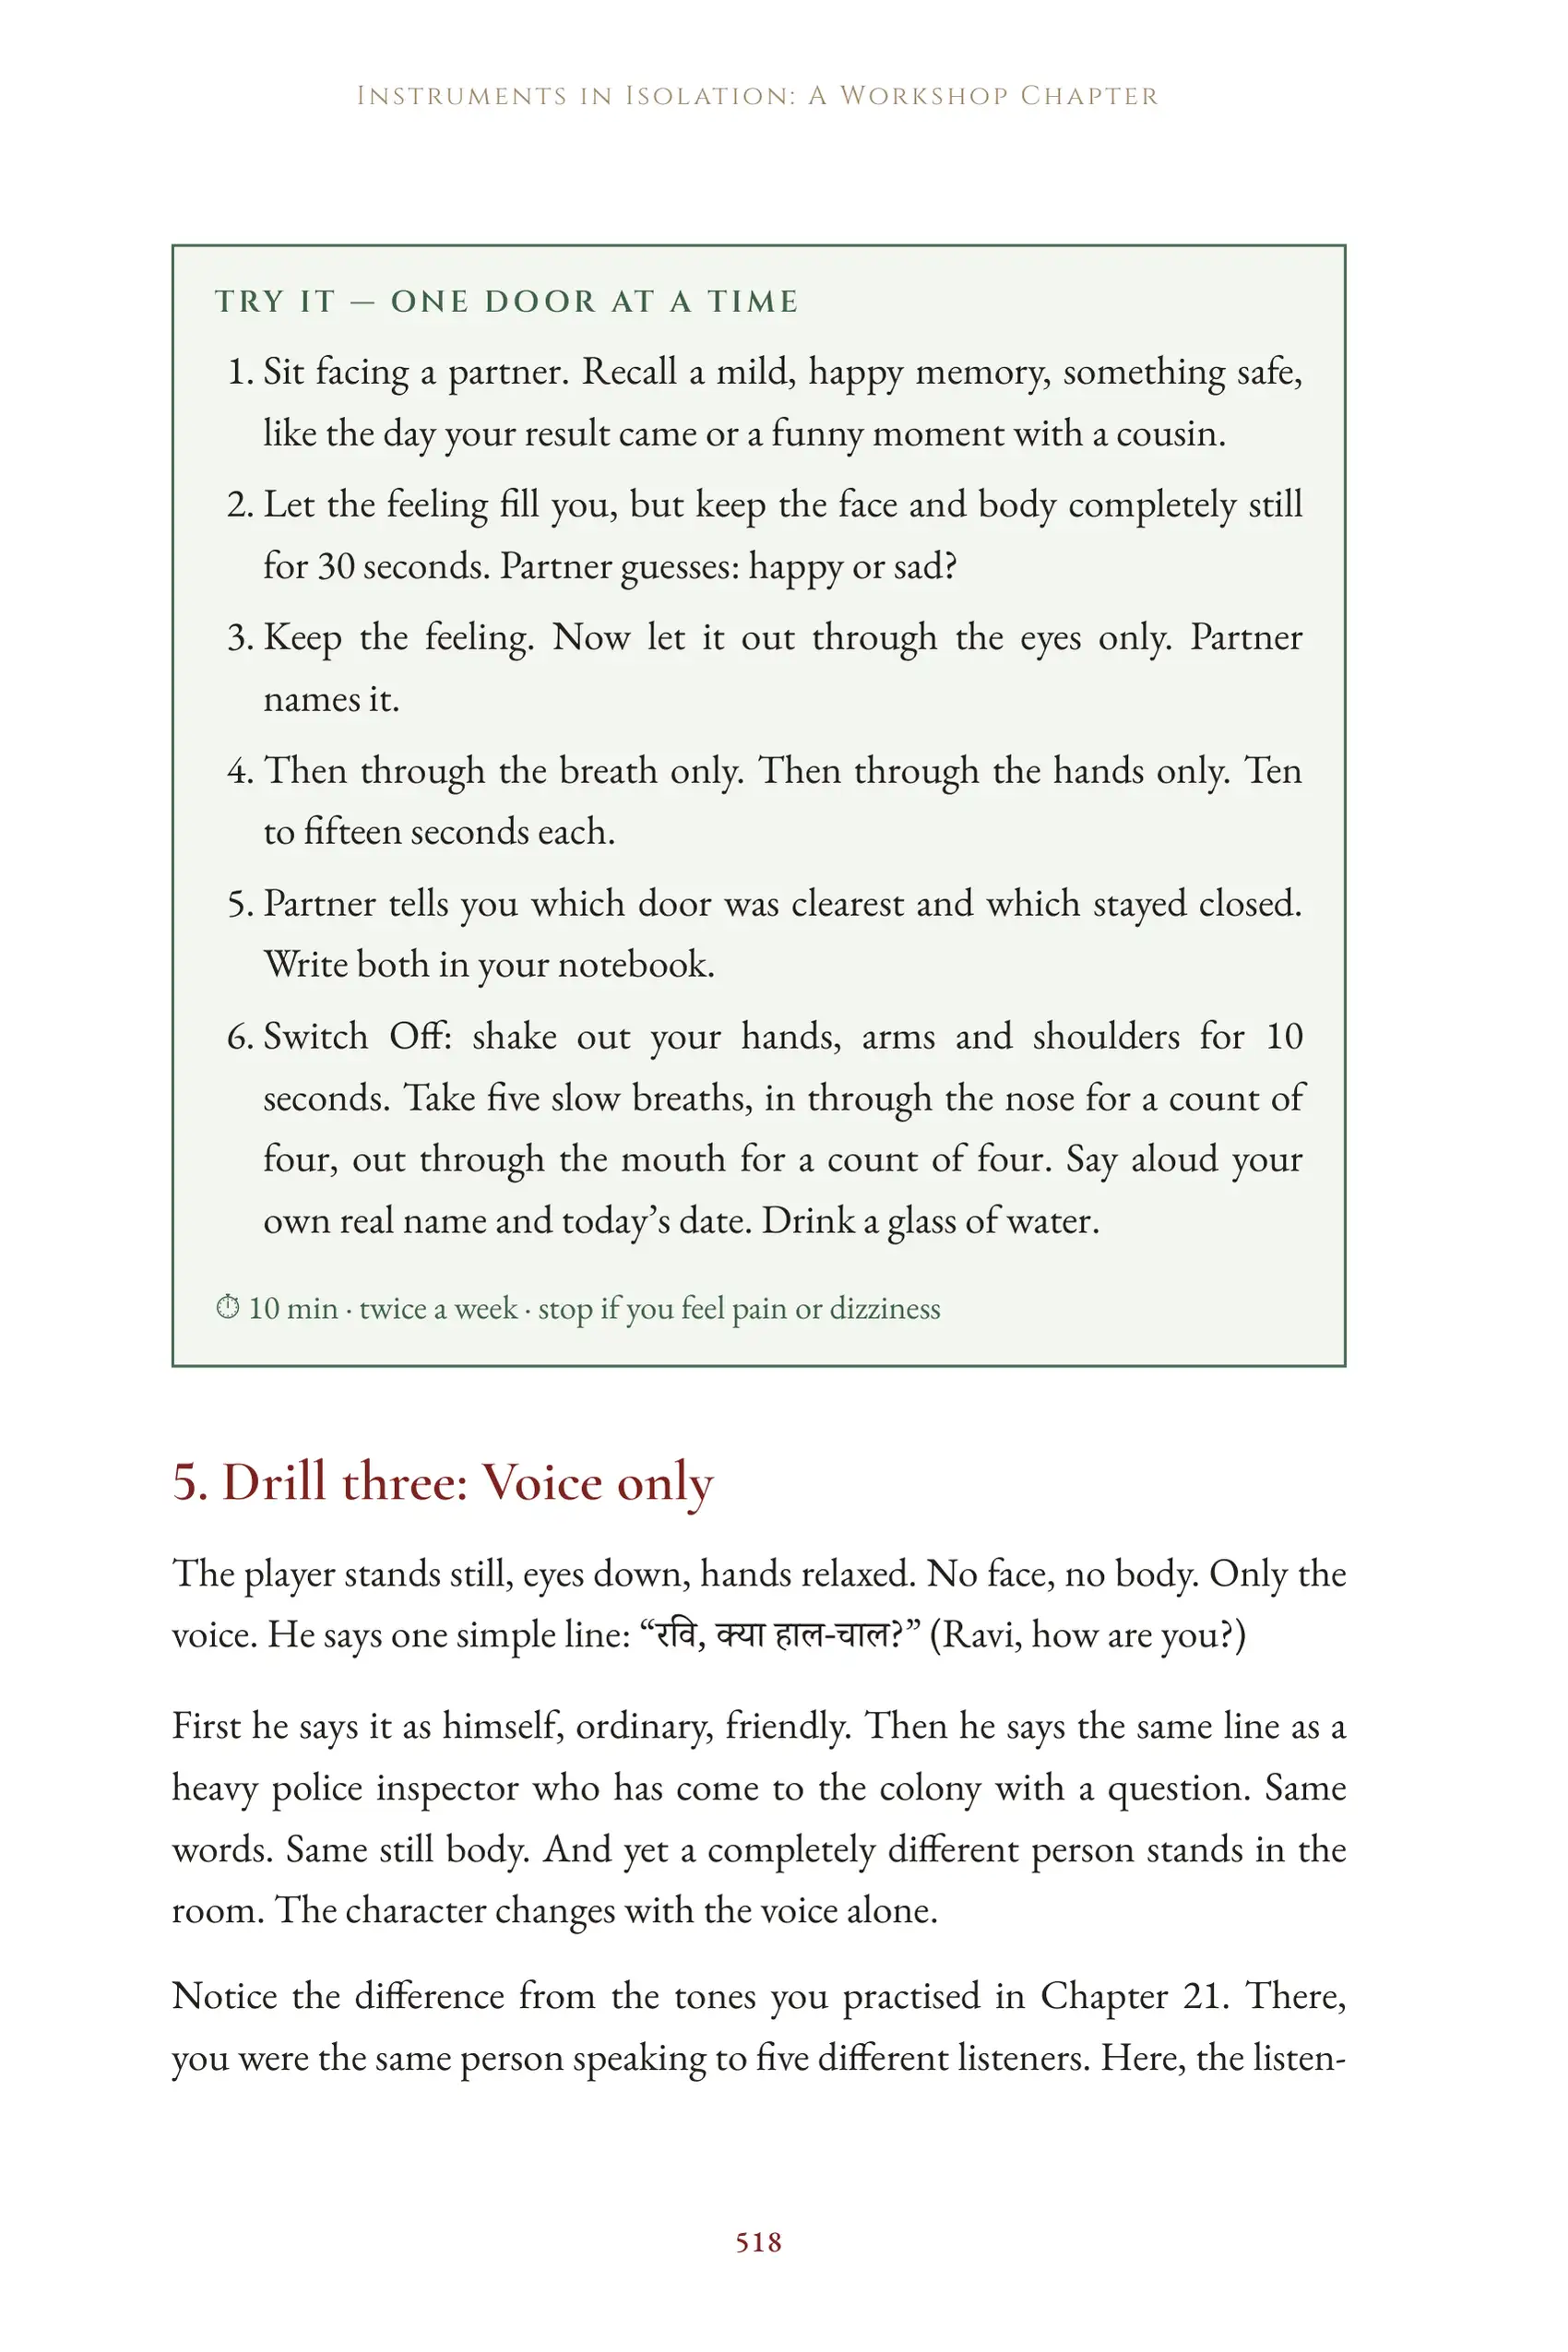 Instruments in Isolation: A Workshop Chapter
TRY IT — ONE DOOR AT A TIME
1. Sit facing a partner. Recall a mild, happy memory, something safe,
like the day your result came or a funny moment with a cousin.
2. Let the feeling fill you, but keep the face and body completely still
for 30 seconds. Partner guesses: happy or sad?
3. Keep the feeling. Now let it out through the eyes only. Partner
names it.
4. Then through the breath only. Then through the hands only. Ten
to fifteen seconds each.
5. Partner tells you which door was clearest and which stayed closed.
Write both in your notebook.
6. Switch Off: shake out your hands, arms and shoulders for 10
seconds. Take five slow breaths, in through the nose for a count of
four, out through the mouth for a count of four. Say aloud your
own real name and today’s date. Drink a glass of water.
⏱ 10 min · twice a week · stop if you feel pain or dizziness
5. Drill three: Voice only
The player stands still, eyes down, hands relaxed. No face, no body. Only the
voice. He says one simple line: “रवि, क्या हाल-चाल?” (Ravi, how are you?)
First he says it as himself, ordinary, friendly. Then he says the same line as a
heavy police inspector who has come to the colony with a question. Same
words. Same still body. And yet a completely different person stands in the
room. The character changes with the voice alone.
Notice the difference from the tones you practised in Chapter 21. There,
you were the same person speaking to five different listeners. Here, the listen-
518